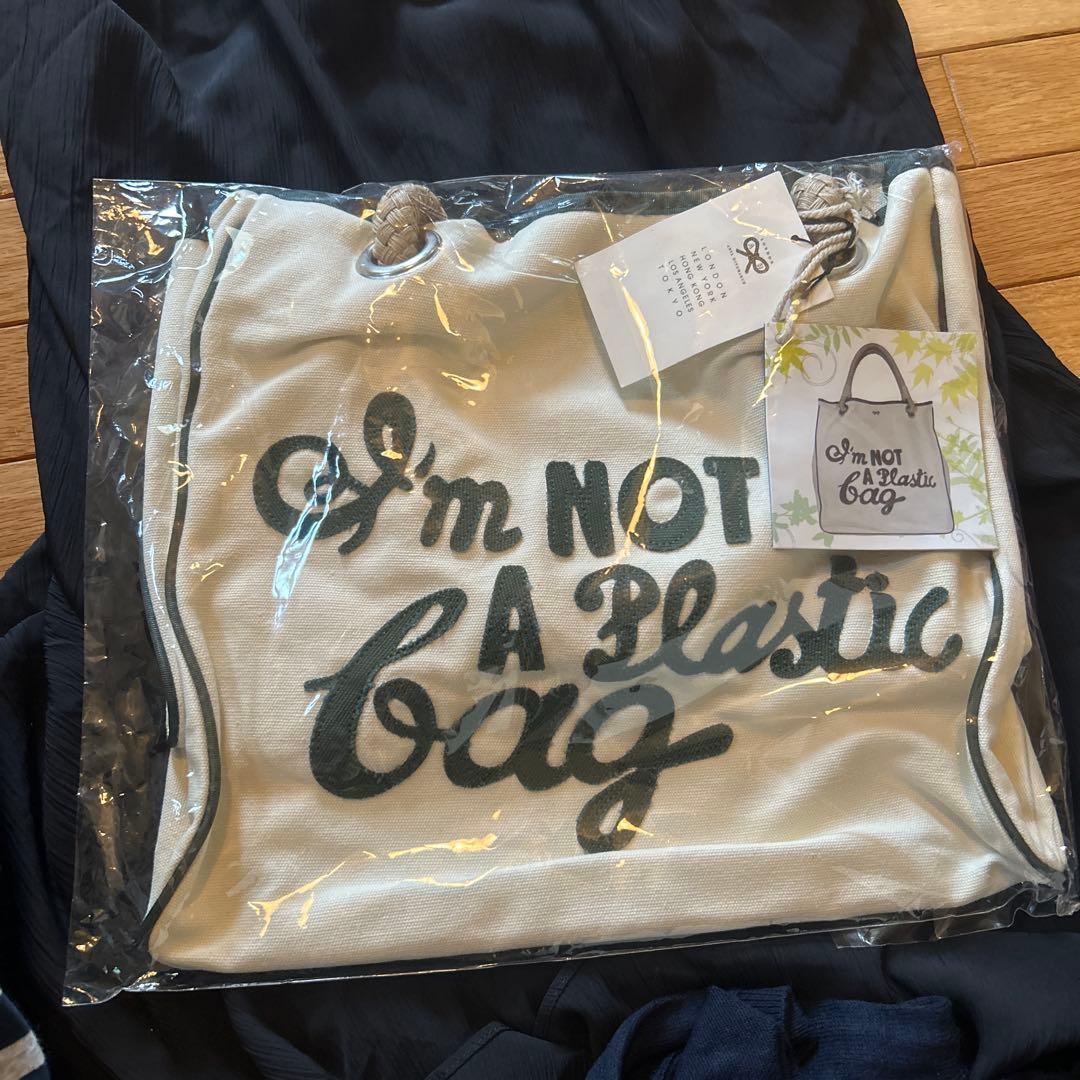 LONDON
NEW YORK
HONG KONG
LOS ANGELES
TOKYO
I'm NOT
A Plastic
bag
I'm NOT
A Plastic
bag